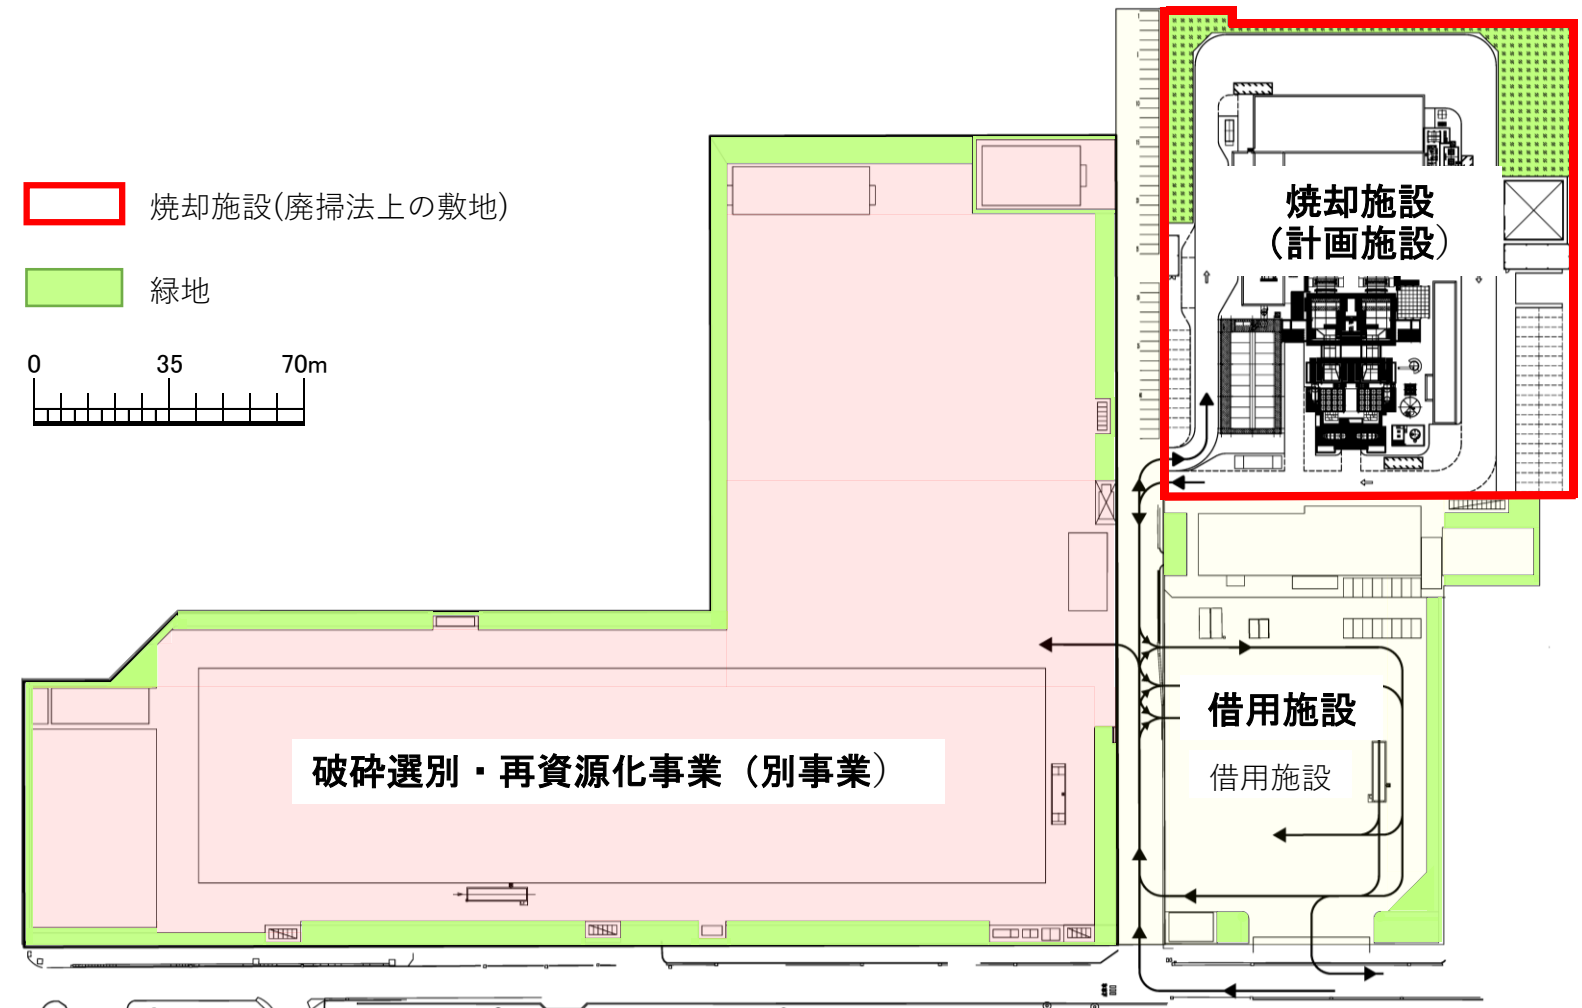 焼却施設(廃掃法上の敷地)
緑地
0 35 70m
焼却施設
（計画施設）
借用施設
借用施設
破砕選別・再資源化事業（別事業）